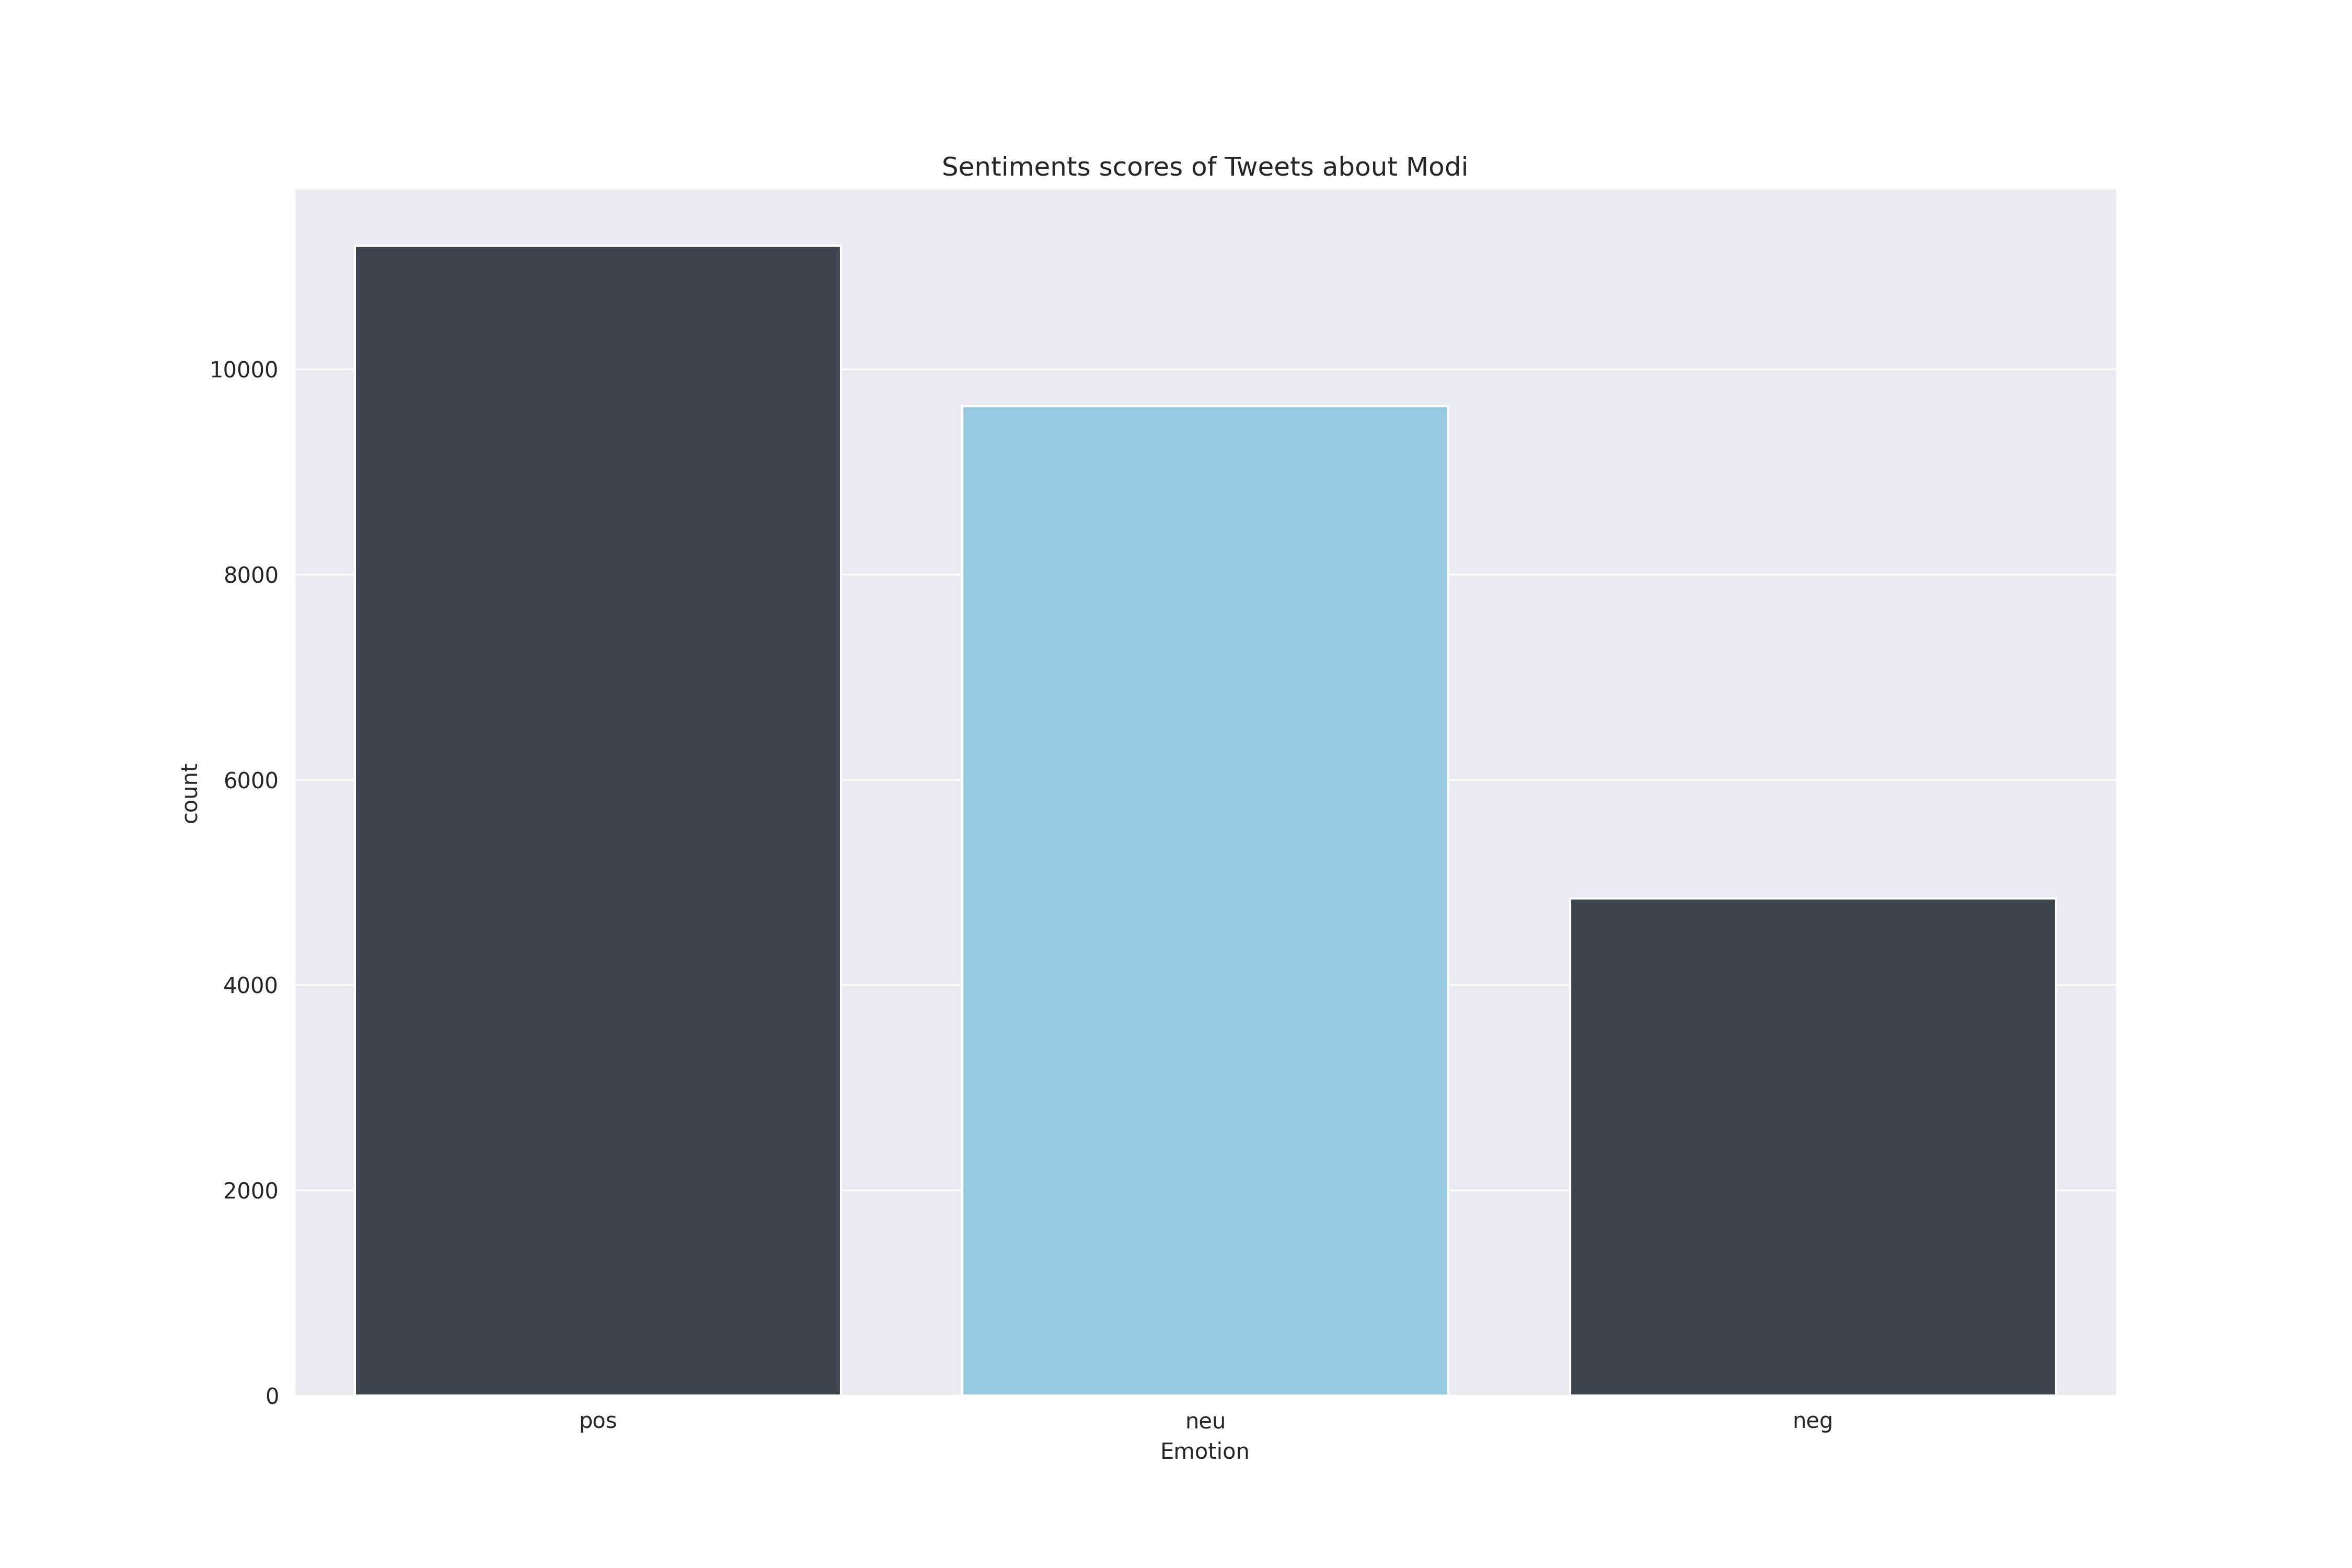 Sentiments scores of Tweets about Modi
10000
8000
6000
4000
2000
0
count
pos
neu
neg
Emotion